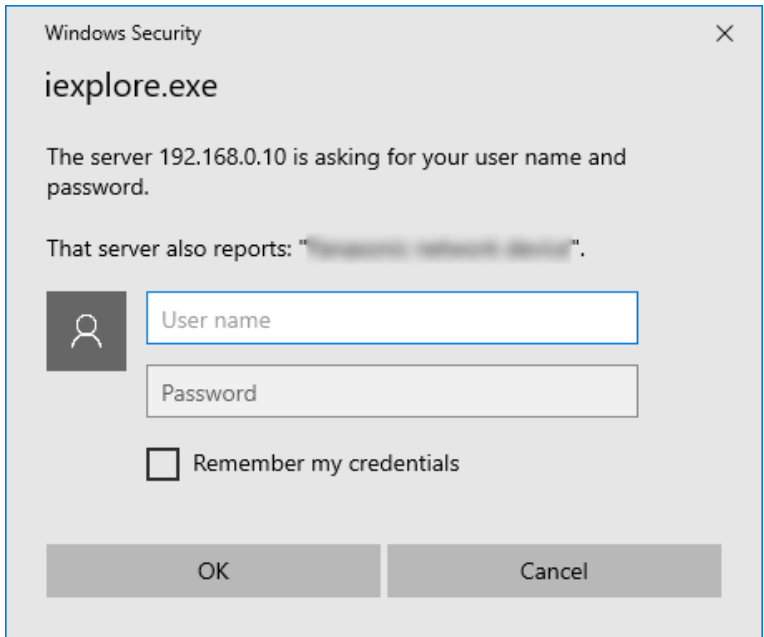 Windows Security
iexplore.exe
The server 192.168.0.10 is asking for your user name and
password.
That server also reports: " ".
User name
Password
Remember my credentials
OK
Cancel